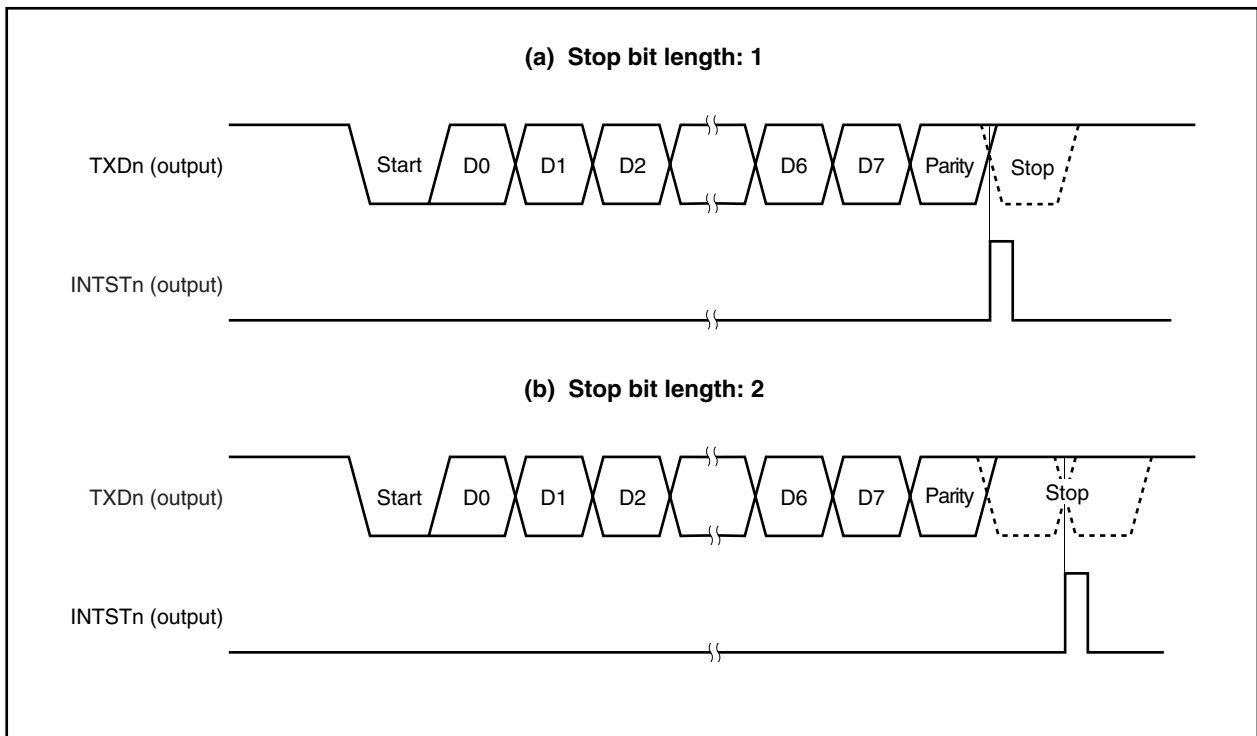 (a) Stop bit length: 1
TXDn (output)
Start D0 D1 D2 D6 D7 Parity Stop
INTSTn (output)
(b) Stop bit length: 2
TXDn (output)
Start D0 D1 D2 D6 D7 Parity Stop
INTSTn (output)